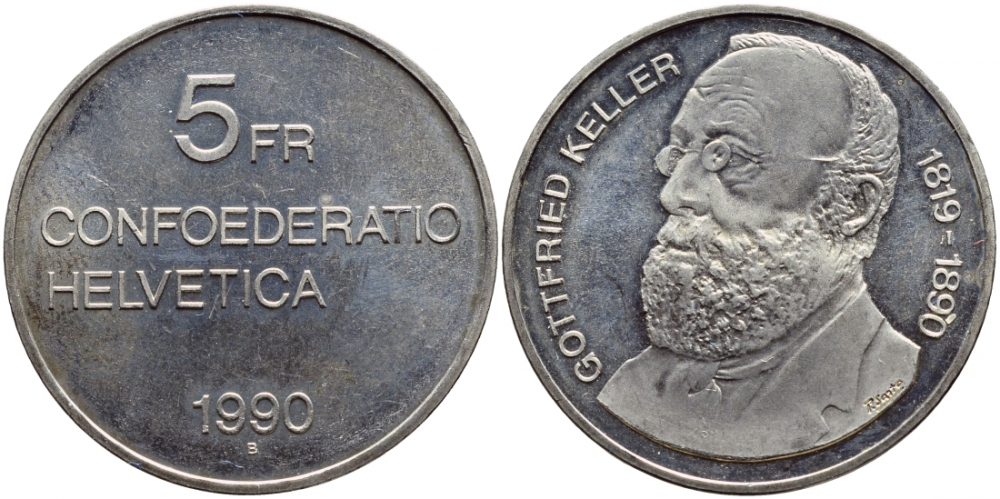 5 FR
CONFOEDERATIO
HELVETICA
1990
B
GOTTFRIED KELLER
1819-1890